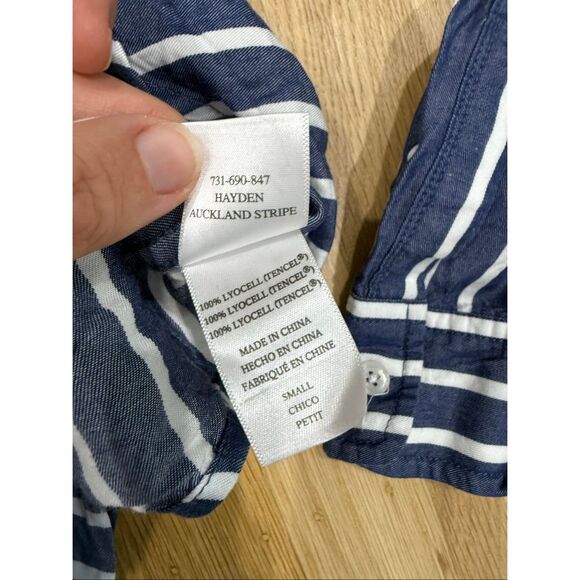 731-690-847
HAYDEN
AUCKLAND STRIPE
100% LYOCELL (TENCEL®)
100% LYOCELL (TENCEL®)
100% LYOCELL (TENCEL®)
MADE IN CHINA
HECHO EN CHINA
FABRIQUÉ EN CHINE
SMALL
CHICO
PETIT